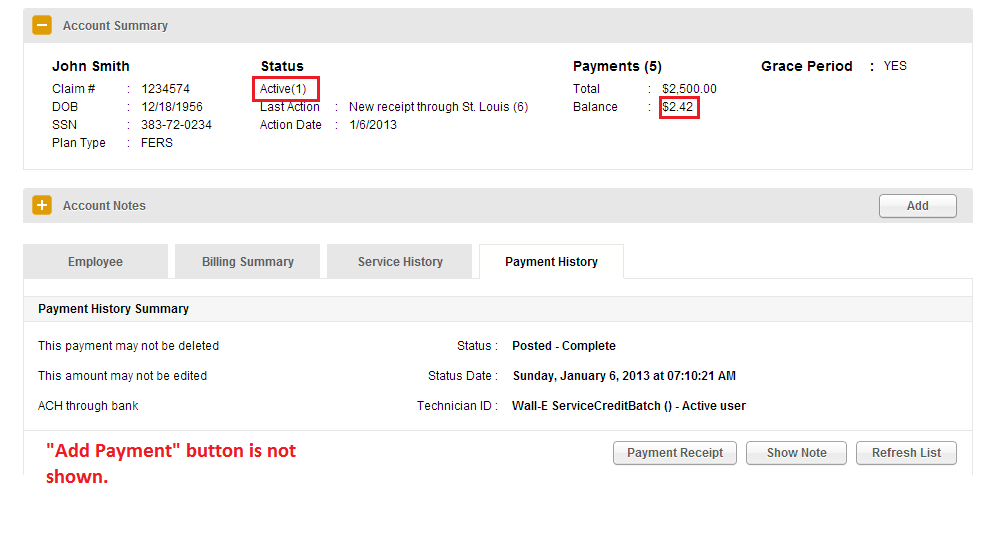 Account Summary
John Smith
Status
Payments (5)
Grace Period : YES
Claim # : 1234574
Active(1)
Total : $2,500.00
DOB : 12/18/1956
Last Action : New receipt through St. Louis (6)
Balance : $2.42
SSN : 383-72-0234
Action Date : 1/6/2013
Plan Type : FERS
Account Notes
Add
Employee
Billing Summary
Service History
Payment History
Payment History Summary
This payment may not be deleted
Status : Posted - Complete
This amount may not be edited
Status Date : Sunday, January 6, 2013 at 07:10:21 AM
ACH through bank
Technician ID : Wall-E ServiceCreditBatch () - Active user
"Add Payment" button is not
shown.
Payment Receipt
Show Note
Refresh List